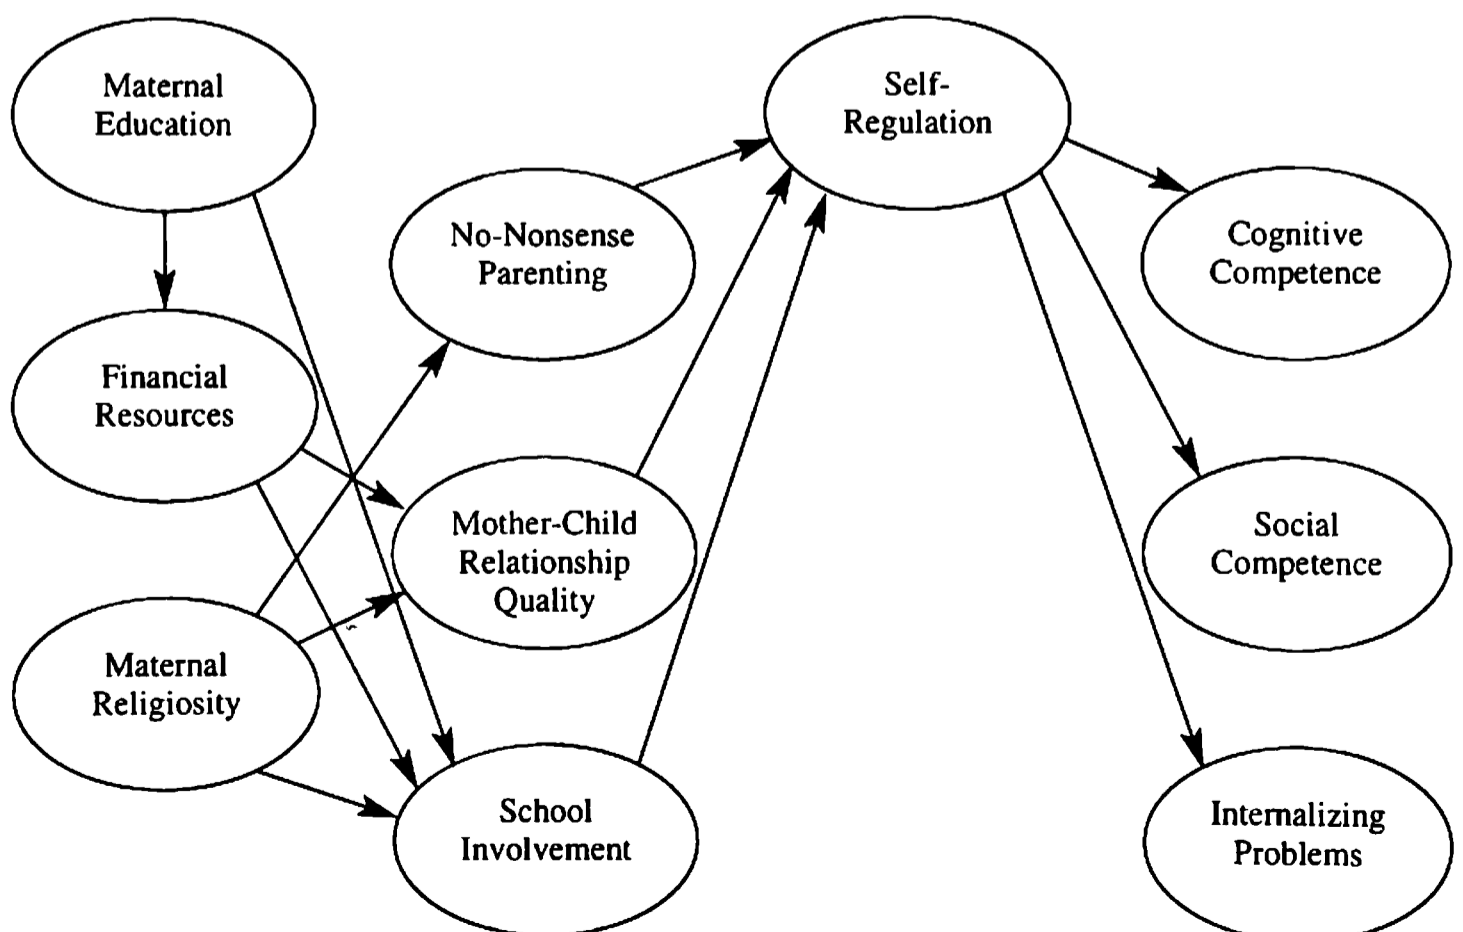 Maternal
Education
Financial
Resources
Maternal
Religiosity
No-Nonsense
Parenting
Mother-Child
Relationship
Quality
School
Involvement
Self-
Regulation
Cognitive
Competence
Social
Competence
Internalizing
Problems